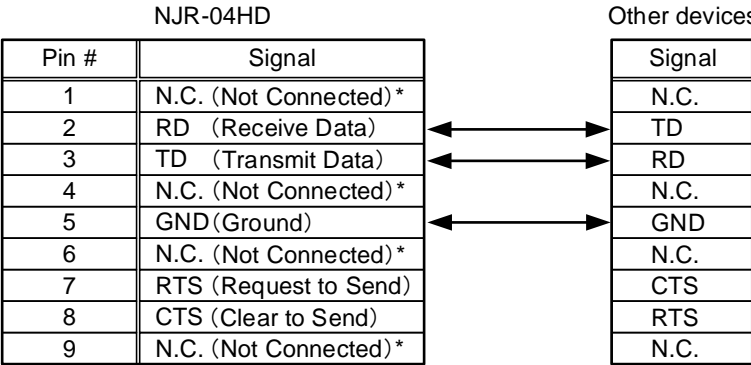 NJR-04HD Other devices
Pin # Signal Signal
1 N.C. (Not Connected)* N.C.
2 RD (Receive Data) TD
3 TD (Transmit Data) RD
4 N.C. (Not Connected)* N.C.
5 GND (Ground) GND
6 N.C. (Not Connected)* N.C.
7 RTS (Request to Send) CTS
8 CTS (Clear to Send) RTS
9 N.C. (Not Connected)* N.C.